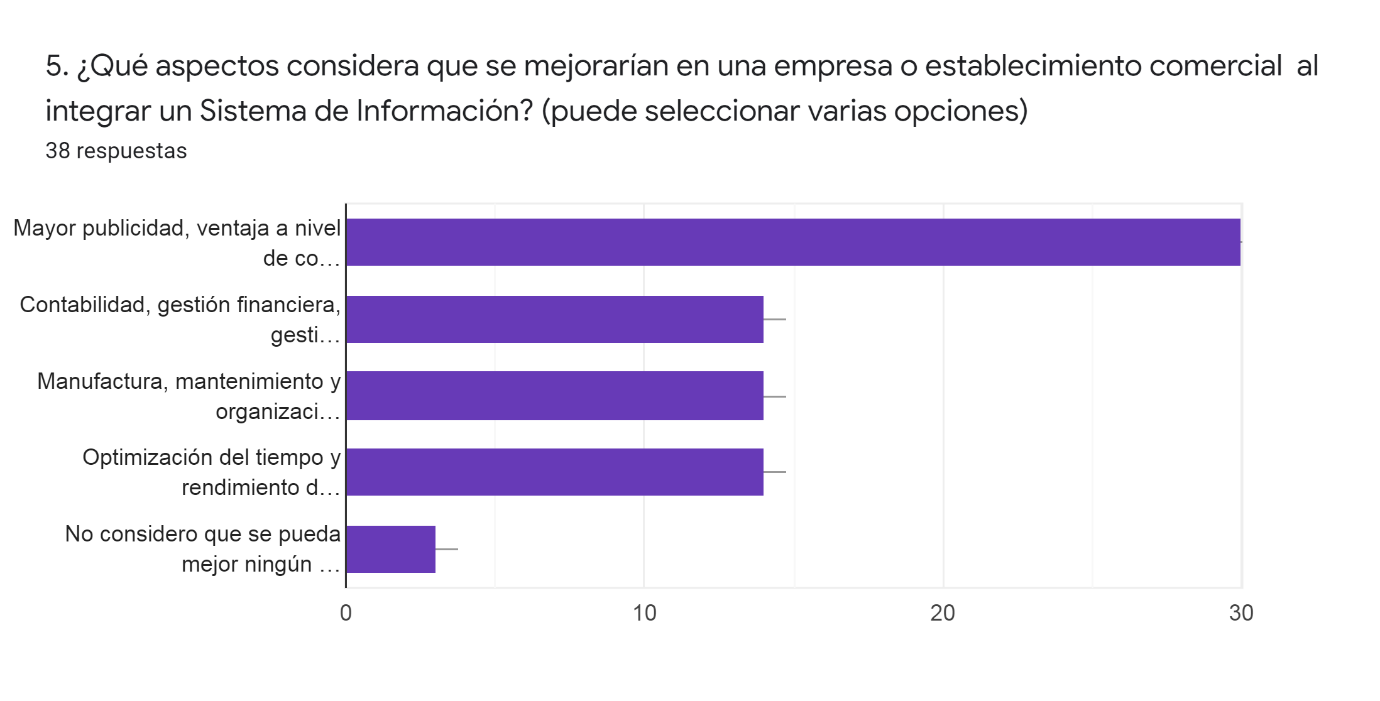 5. ¿Qué aspectos considera que se mejorarían en una empresa o establecimiento comercial  al
integrar un Sistema de Información? (puede seleccionar varias opciones)
38 respuestas
Mayor publicidad, ventaja a nivel
de co…
Contabilidad, gestión financiera,
gesti…
Manufactura, mantenimiento y
organizaci…
Optimización del tiempo y
rendimiento d…
No considero que se pueda
mejor ningún …
0 10 20 30